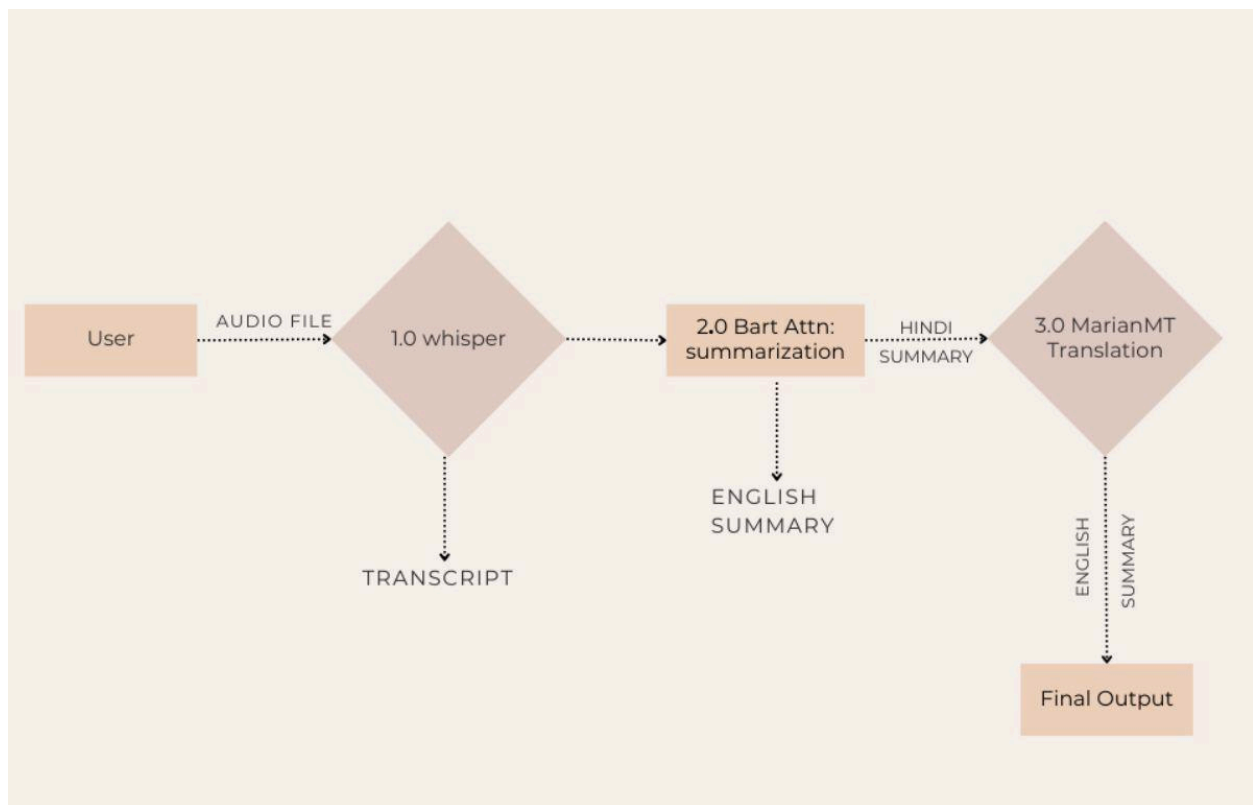 User
AUDIO FILE
1.0 whisper
TRANSCRIPT
2.0 Bart Attn:
summarization
ENGLISH
SUMMARY
HINDI
SUMMARY
3.0 MarianMT
Translation
ENGLISH
SUMMARY
Final Output